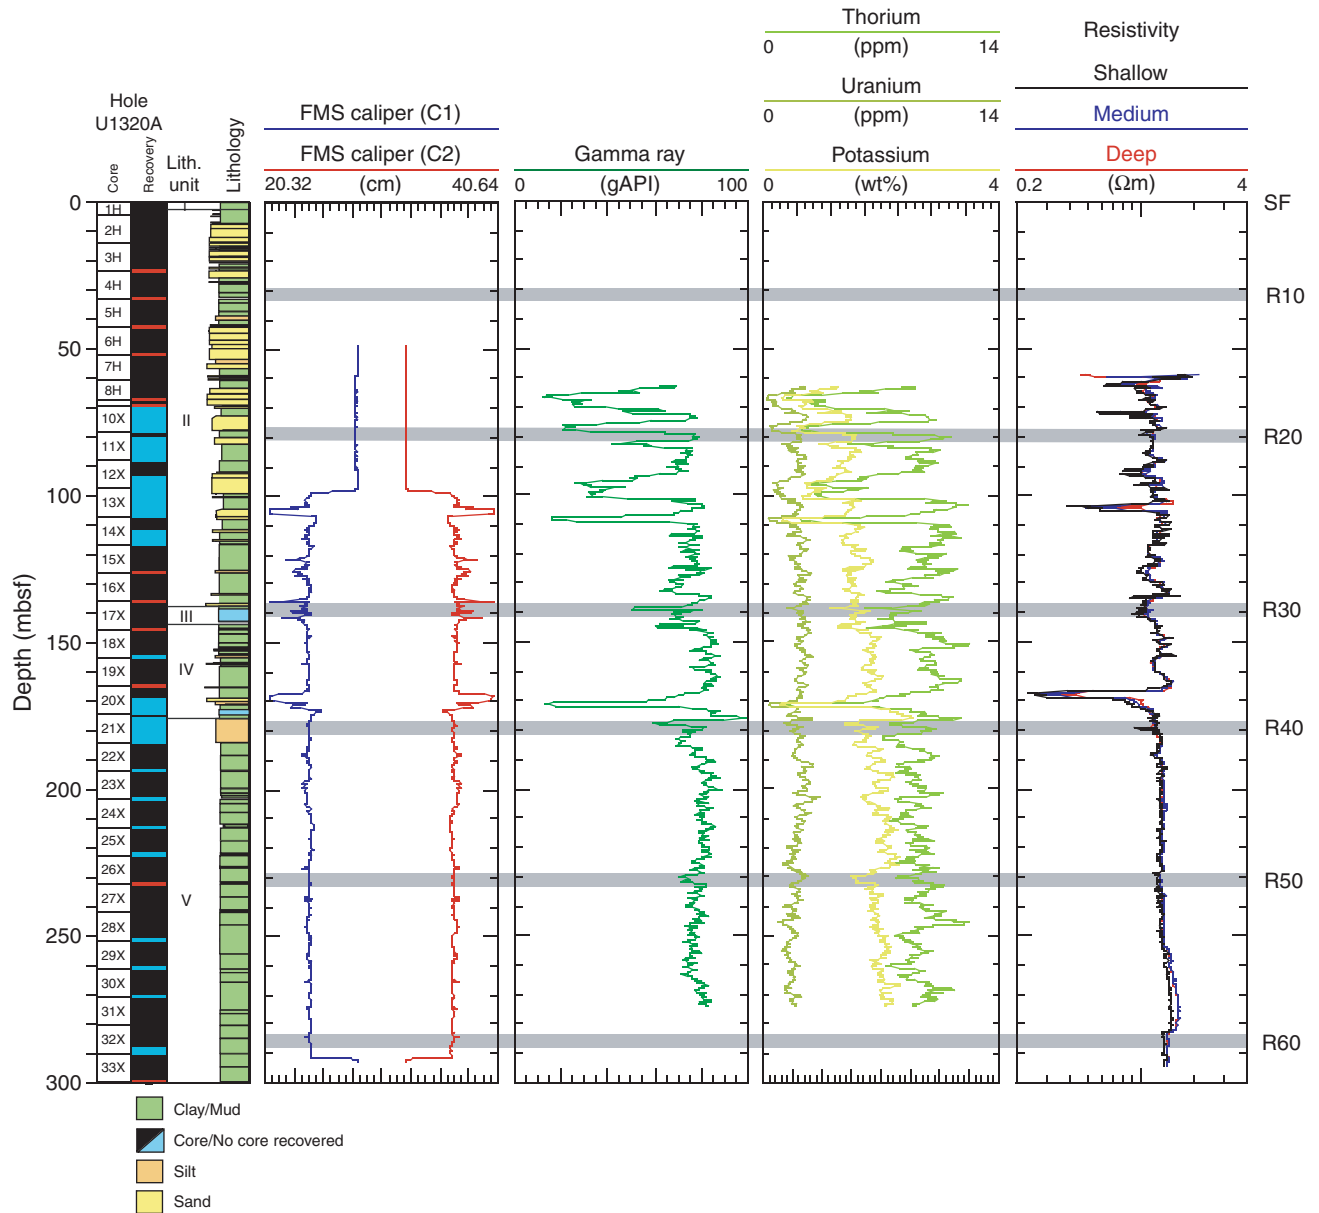 Thorium
0 (ppm) 14
Resistivity
Uranium
0 (ppm) 14
Shallow
Hole
U1320A
FMS caliper (C1)
Medium
FMS caliper (C2)
Gamma ray
Potassium
Deep
Core
Recovery
Lith.
unit
Lithology
20.32 (cm) 40.64
0 (gAPI) 100
0 (wt%) 4
0.2 (Ωm) 4
Depth (mbsf)
0
50
100
150
200
250
300
1H
2H
3H
4H
5H
6H
7H
8H
10X
11X
12X
13X
14X
15X
16X
17X
18X
19X
20X
21X
22X
23X
24X
25X
26X
27X
28X
29X
30X
31X
32X
33X
I
II
III
IV
V
SF
R10
R20
R30
R40
R50
R60
Clay/Mud
Core/No core recovered
Silt
Sand